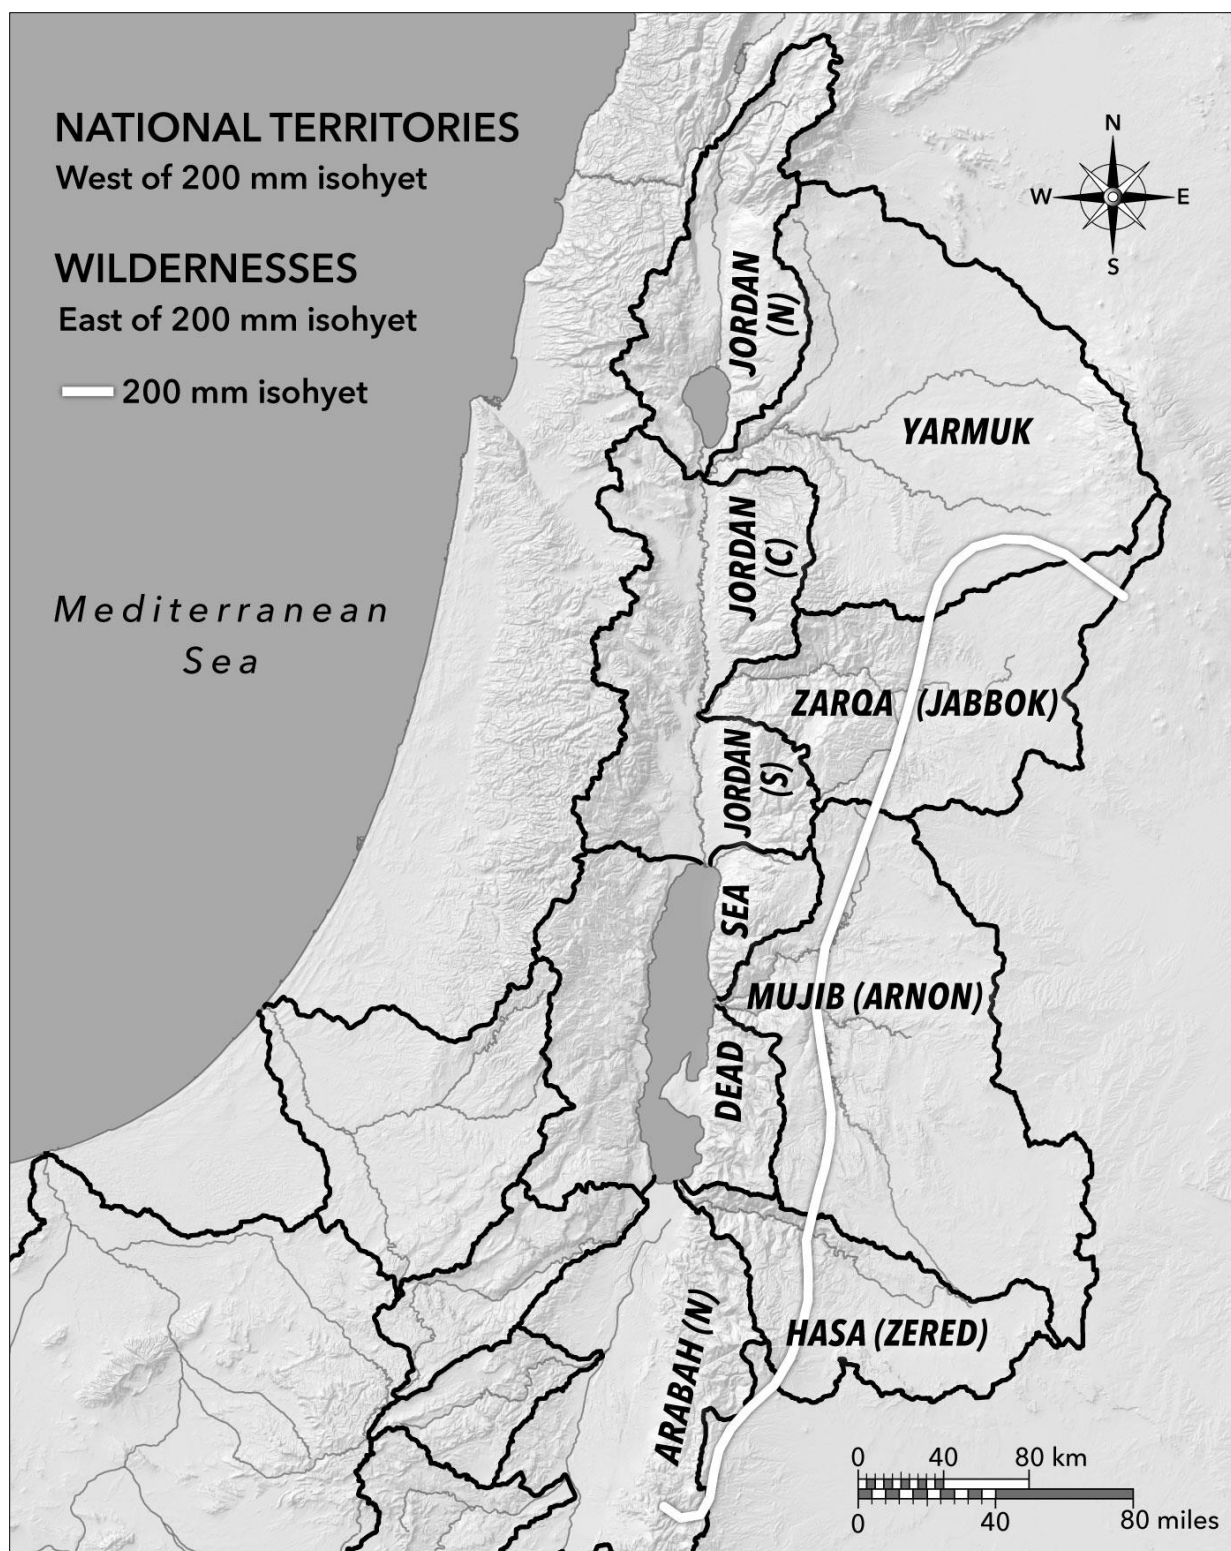 NATIONAL TERRITORIES
West of 200 mm isohyet
WILDERNESSES
East of 200 mm isohyet
200 mm isohyet
N
W
E
S
JORDAN
(N)
YARMUK
JORDAN
(C)
Mediterranean
Sea
ZARQA (JABBOK)
JORDAN
(S)
SEA
MUJIB (ARNON)
DEAD
HASA (ZERED)
ARABAH (N)
0 40 80 km
0 40 80 miles